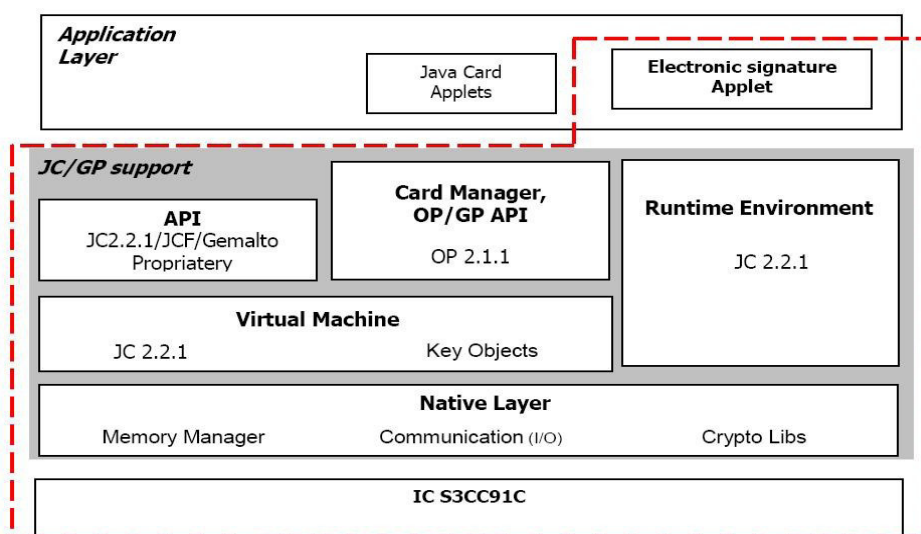 Application
Layer
Java Card
Applets
Electronic signature
Applet
JC/GP support
API
JC2.2.1/JCF/Gemalto
Propriatery
Card Manager,
OP/GP API
OP 2.1.1
Runtime Environment
JC 2.2.1
Virtual Machine
JC 2.2.1 Key Objects
Native Layer
Memory Manager Communication (I/O) Crypto Libs
IC S3CC91C